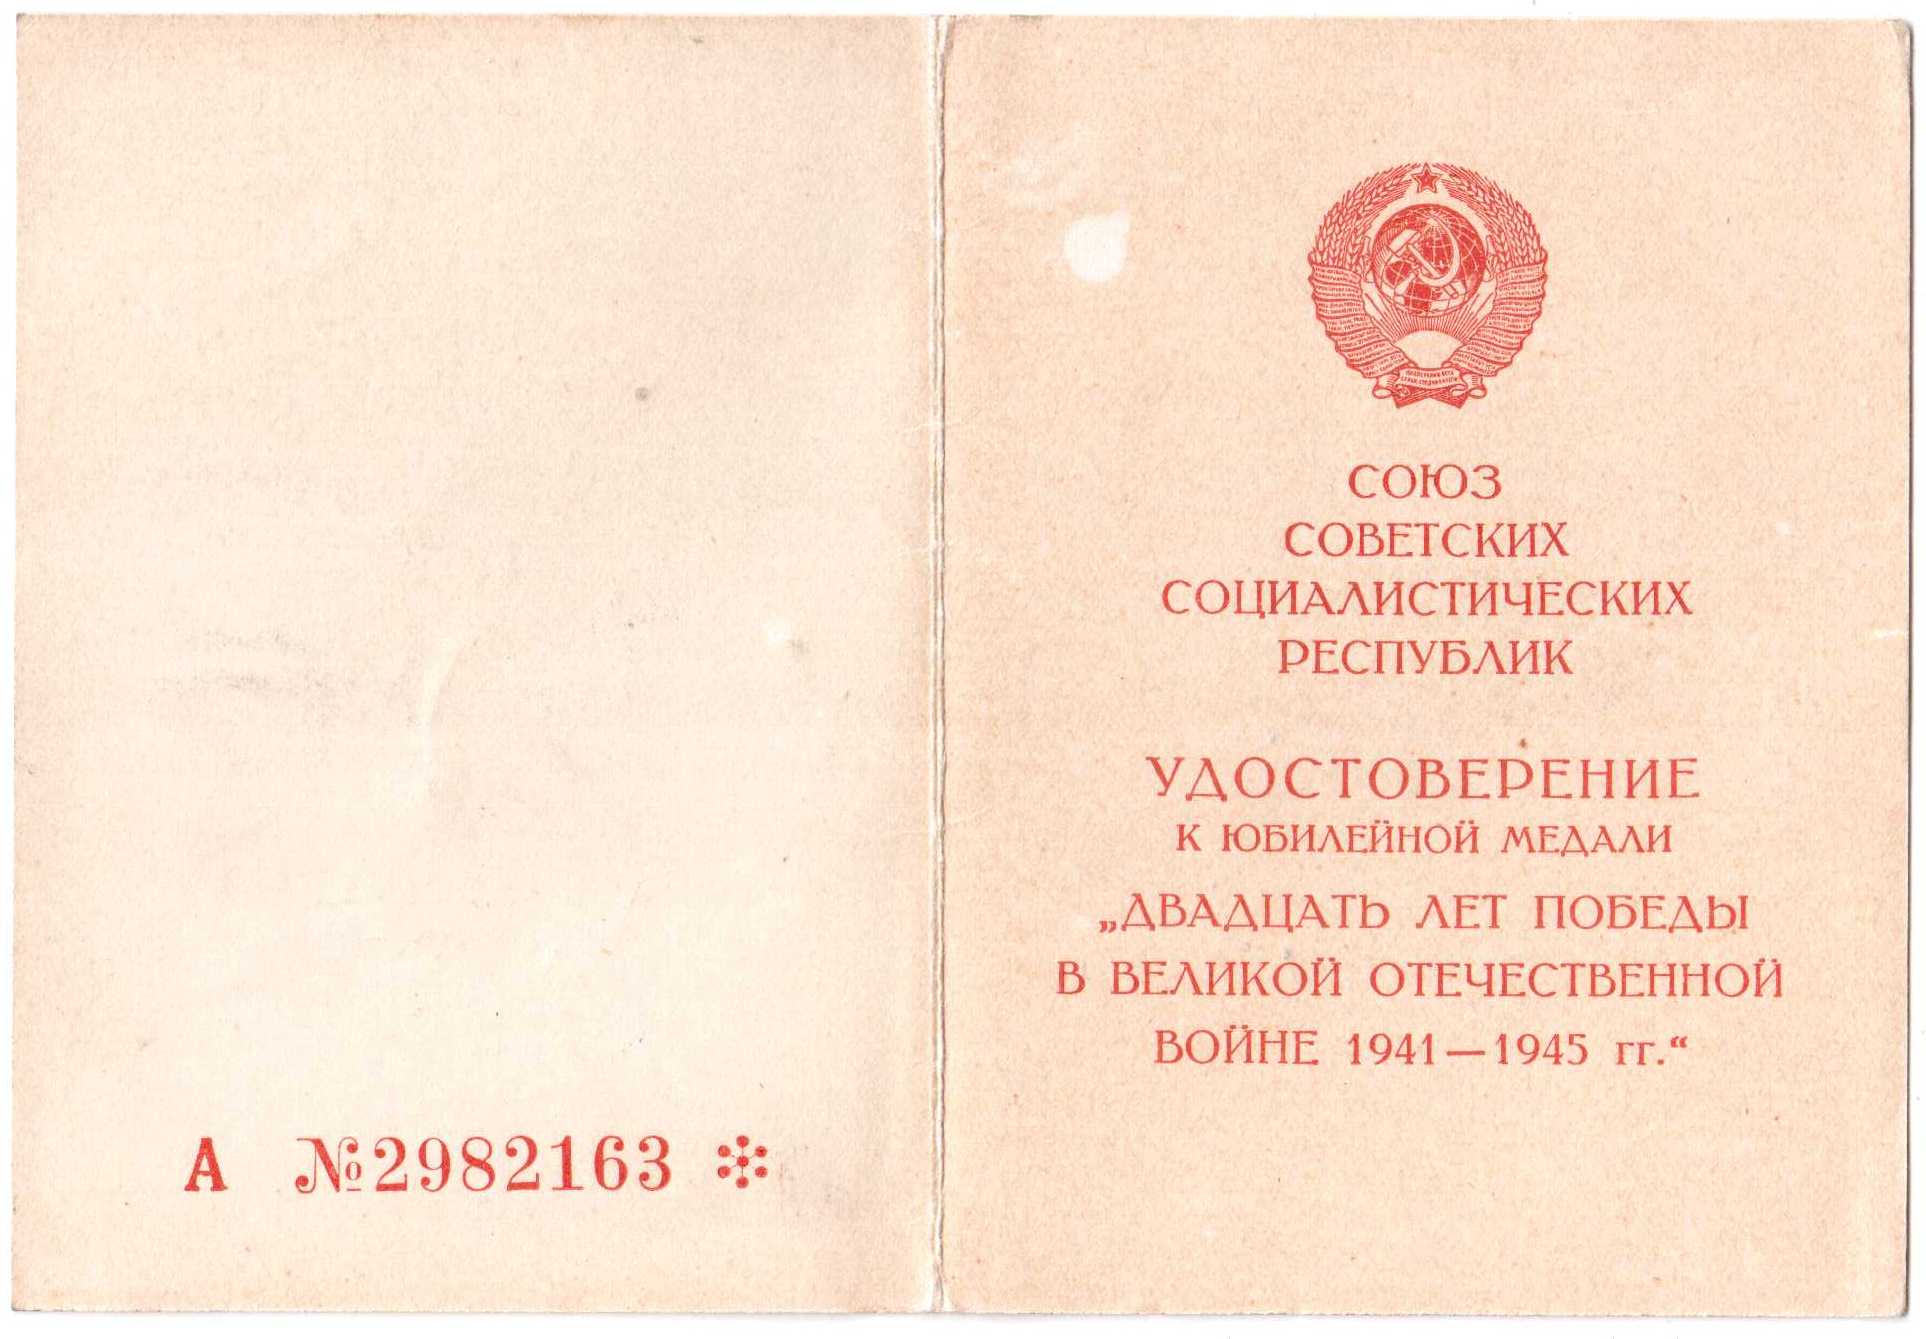 А №2982163
СОЮЗ
СОВЕТСКИХ
СОЦИАЛИСТИЧЕСКИХ
РЕСПУБЛИК
УДОСТОВЕРЕНИЕ
К ЮБИЛЕЙНОЙ МЕДАЛИ
„ДВАДЦАТЬ ЛЕТ ПОБЕДЫ
В ВЕЛИКОЙ ОТЕЧЕСТВЕННОЙ
ВОЙНЕ 1941—1945 гг.“